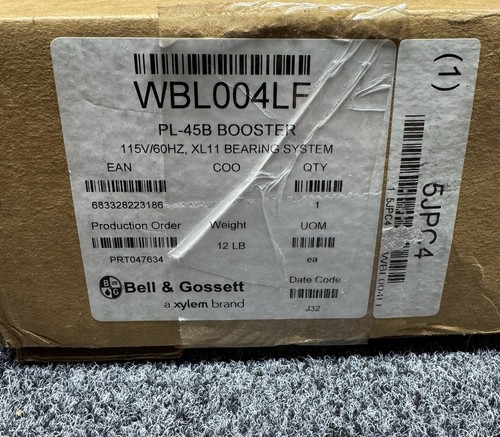 WBL004LF
PL-45B BOOSTER
115V/60HZ, XL11 BEARING SYSTEM
EAN COO QTY
683328223186 1
Production Order Weight UOM
PRT047634 12 LB ea
B G Bell & Gossett
a xylem brand
Date Code
J32
(1)
5JPC4
1 5JPC4